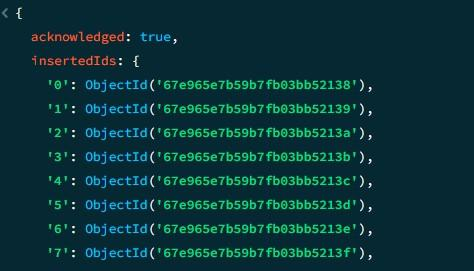 < {
acknowledged: true,
insertedIds: {
'0': ObjectId('67e965e7b59b7fb03bb52138'),
'1': ObjectId('67e965e7b59b7fb03bb52139'),
'2': ObjectId('67e965e7b59b7fb03bb5213a'),
'3': ObjectId('67e965e7b59b7fb03bb5213b'),
'4': ObjectId('67e965e7b59b7fb03bb5213c'),
'5': ObjectId('67e965e7b59b7fb03bb5213d'),
'6': ObjectId('67e965e7b59b7fb03bb5213e'),
'7': ObjectId('67e965e7b59b7fb03bb5213f'),